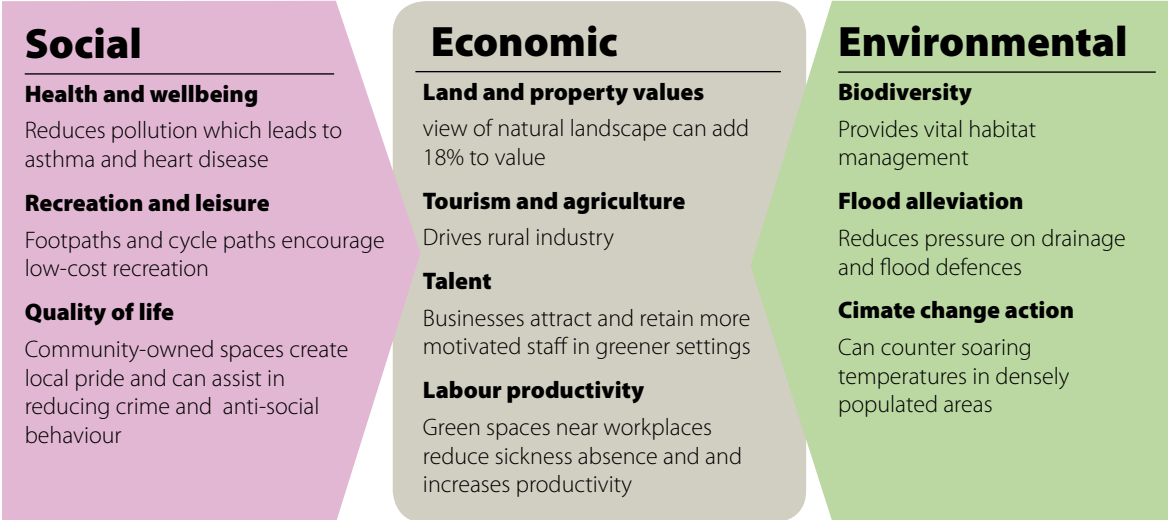 Social
Health and wellbeing
Reduces pollution which leads to
asthma and heart disease
Recreation and leisure
Footpaths and cycle paths encourage
low-cost recreation
Quality of life
Community-owned spaces create
local pride and can assist in
reducing crime and  anti-social
behaviour
Economic
Land and property values
view of natural landscape can add
18% to value
Tourism and agriculture
Drives rural industry
Talent
Businesses attract and retain more
motivated staff in greener settings
Labour productivity
Green spaces near workplaces
reduce sickness absence and and
increases productivity
Environmental
Biodiversity
Provides vital habitat
management
Flood alleviation
Reduces pressure on drainage
and flood defences
Cimate change action
Can counter soaring
temperatures in densely
populated areas